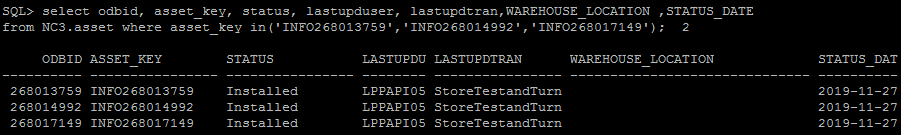 SQL> select odbid, asset_key, status, lastupduser, lastupdtran,WAREHOUSE_LOCATION ,STATUS_DATE
from NC3.asset where asset_key in('INFO268013759','INFO268014992','INFO268017149');  2
ODBID ASSET_KEY STATUS LASTUPDU LASTUPDTRAN WAREHOUSE_LOCATION STATUS_DAT
---------- --------------- --------------- -------- --------------- ------------------------------ ----------
268013759 INFO268013759 Installed LPPAPI05 StoreTestandTurn 2019-11-27
268014992 INFO268014992 Installed LPPAPI05 StoreTestandTurn 2019-11-27
268017149 INFO268017149 Installed LPPAPI05 StoreTestandTurn 2019-11-27